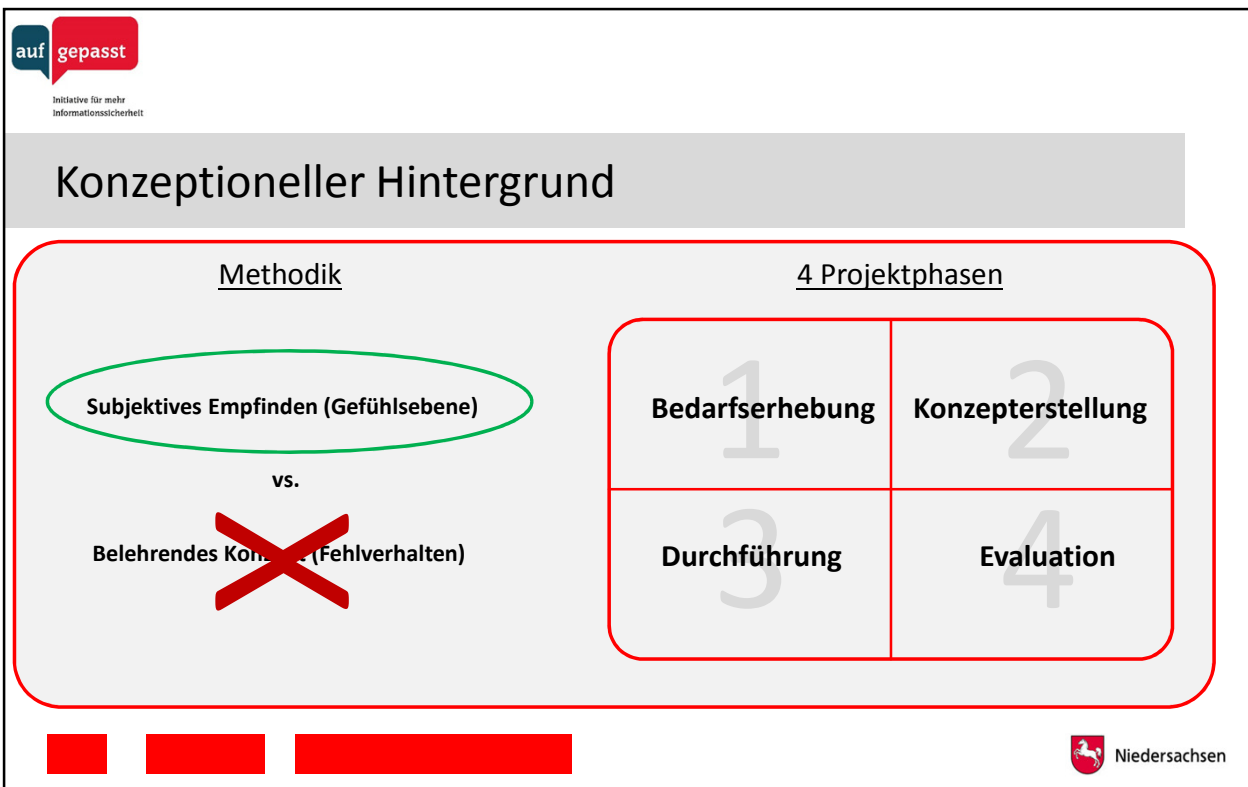 auf gepasst
Initiative für mehr
Informationssicherheit
Konzeptioneller Hintergrund
Methodik
Subjektives Empfinden (Gefühlsebene)
vs.
Belehrendes Konzept (Fehlverhalten)
4 Projektphasen
1
Bedarfserhebung
2
Konzepterstellung
3
Durchführung
4
Evaluation
Niedersachsen